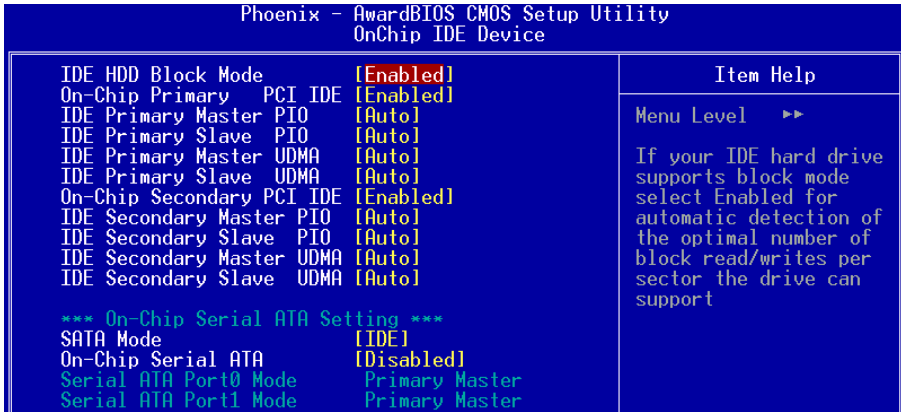 Phoenix - AwardBIOS CMOS Setup Utility
OnChip IDE Device
IDE HDD Block Mode [Enabled]
On-Chip Primary PCI IDE [Enabled]
IDE Primary Master PIO [Auto]
IDE Primary Slave PIO [Auto]
IDE Primary Master UDMA [Auto]
IDE Primary Slave UDMA [Auto]
On-Chip Secondary PCI IDE [Enabled]
IDE Secondary Master PIO [Auto]
IDE Secondary Slave PIO [Auto]
IDE Secondary Master UDMA [Auto]
IDE Secondary Slave UDMA [Auto]
*** On-Chip Serial ATA Setting ***
SATA Mode [IDE]
On-Chip Serial ATA [Disabled]
Serial ATA Port0 Mode Primary Master
Serial ATA Port1 Mode Primary Master
Item Help
Menu Level ▶▶
If your IDE hard drive
supports block mode
select Enabled for
automatic detection of
the optimal number of
block read/writes per
sector the drive can
support